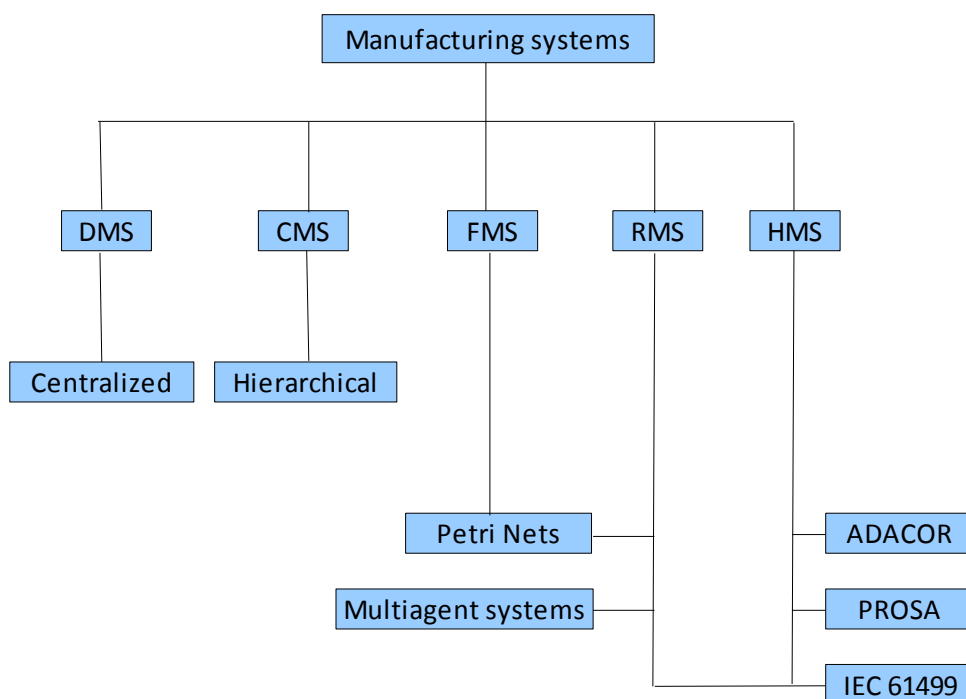 Manufacturing systems
DMS
CMS
FMS
RMS
HMS
Centralized
Hierarchical
Petri Nets
ADACOR
Multiagent systems
PROSA
IEC 61499